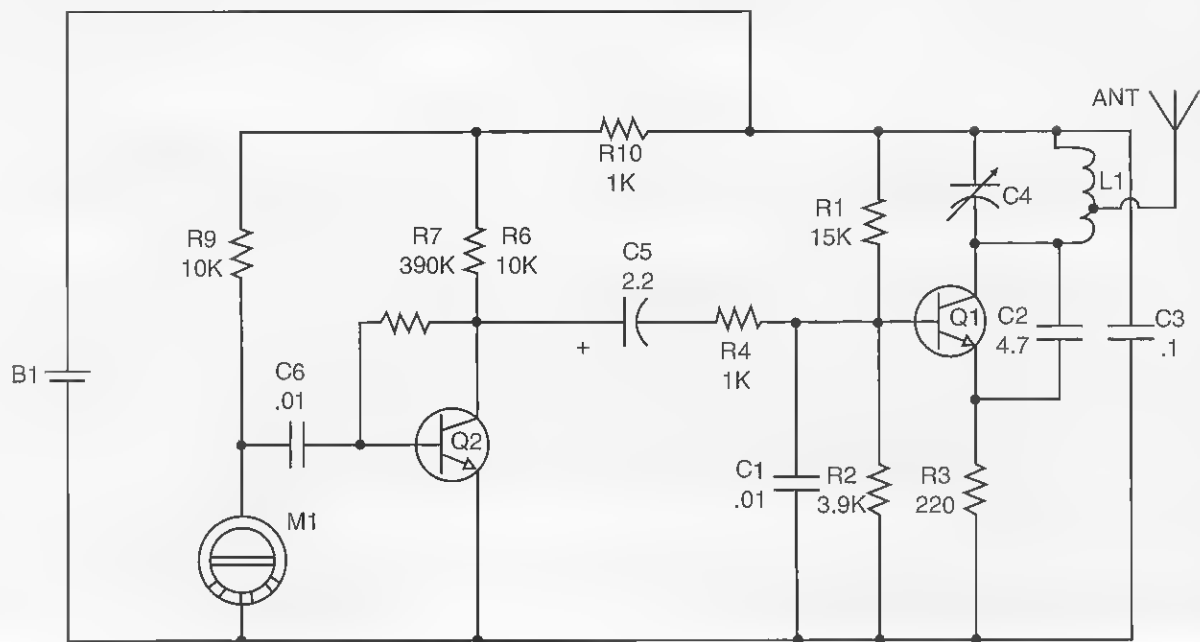 ANT
R10
1K
L1
C4
R1
15K
R9
10K
R7
390K
R6
10K
C5
2.2
+
R4
1K
Q1
C2
4.7
C3
.1
B1
C6
.01
Q2
C1
.01
R2
3.9K
R3
220
M1